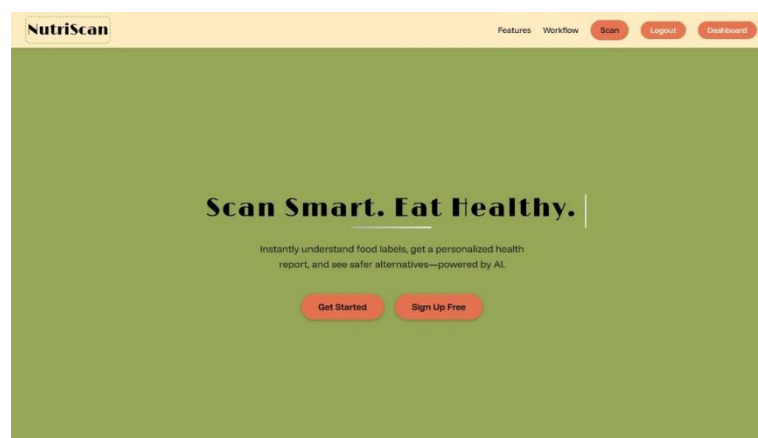 NutriScan
Features Workflow Scan Logout Dashboard
Scan Smart. Eat Healthy.
Instantly understand food labels, get a personalized health
report, and see safer alternatives—powered by AI.
Get Started Sign Up Free